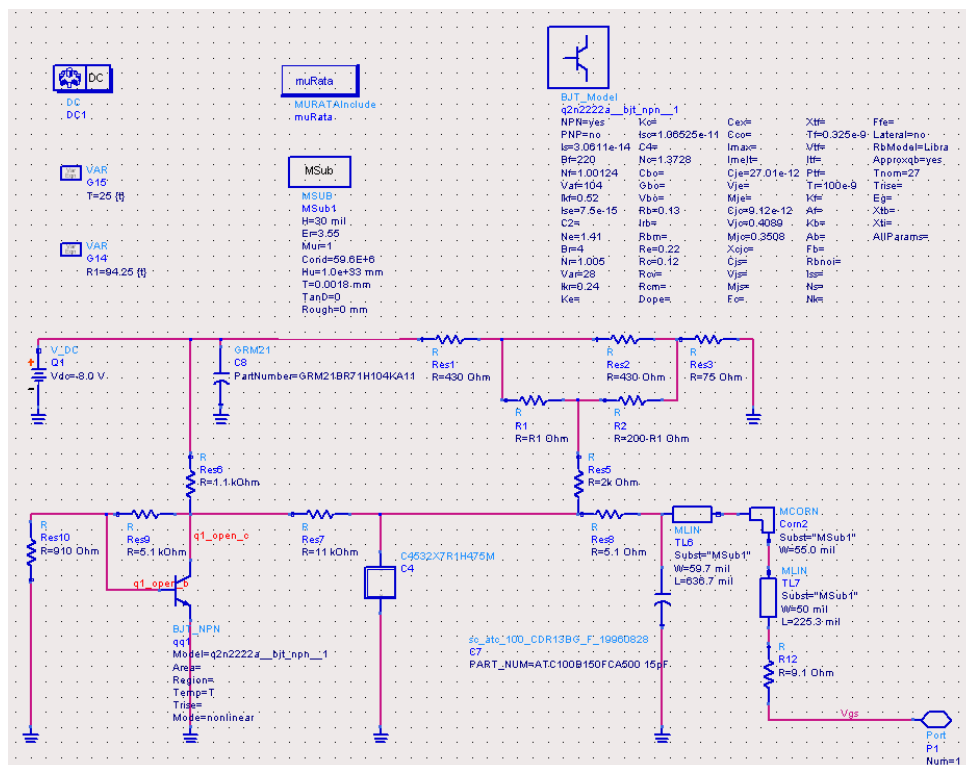 DC
DC
DC1
muRata
MURATAInclude
muRata
VAR
G15
T=25 {t}
VAR
G14
R1=94.25 {t}
MSub
MSUB
MSub1
H=30 mil
Er=3.55
Mur=1
Cond=59.6E+6
Hu=1.0e+33 mm
T=0.0018 mm
TanD=0
Rough=0 mm
BJT_Model
q2n2222a__bjt_npn__1
NPN=yes Kc= Cex= Xtf= Ffe=
PNP=no Isc=1.06525e-11 Cco= Tf=0.325e-9 Lateral=no
Is=3.0611e-14 C4= Imax= Vtf= RbModel=Libra
Bf=220 Nc=1.3728 Imelt= Itf= Approxqb=yes
Nf=1.00124 Cbo= Cje=27.01e-12 Ptf= Tnom=27
Vaf=104 Gbo= Vje= Tr=100e-9 Trise=
Ikf=0.52 Vbo= Mje= Kf= Eg=
Ise=7.5e-15 Rb=0.13 Cjc=9.12e-12 Af= Xtb=
C2= Irb= Vjc=0.4089 Kb= Xti=
Ne=1.41 Rbm= Mjc=0.3508 Ab= AllParams=
Br=4 Re=0.22 Xcjc= Fb=
Nr=1.005 Rc=0.12 Cjs= Rbnoi=
Var=28 Rcv= Vjs= Iss=
Ikr=0.24 Rcm= Mjs= Ns=
Ke= Dope= Fc= Nk=
V_DC
Q1
Vdc=-8.0 V
+
-
GRM21
C8
PartNumber=GRM21BR71H104KA11
R
Res1
R=430 Ohm
R
Res2
R=430 Ohm
R
Res3
R=75 Ohm
R
R1
R=R1 Ohm
R
R2
R=200-R1 Ohm
R
Res6
R=1.1 kOhm
R
Res5
R=2k Ohm
R
Res10
R=910 Ohm
R
Res9
R=5.1 kOhm
q1_open_c
q1_open_b
R
Res7
R=11 kOhm
C4532X7R1H475M
C4
R
Res8
R=5.1 Ohm
MLIN
TL6
Subst="MSub1"
W=59.7 mil
L=636.7 mil
MCORN
Corn2
Subst="MSub1"
W=55.0 mil
MLIN
TL7
Subst="MSub1"
W=50 mil
L=225.3 mil
BJT_NPN
qq1
Model=q2n2222a__bjt_npn__1
Area=
Region=
Temp=T
Trise=
Mode=nonlinear
sc_atc_100_CDR13BG_F_19960828
C7
PART_NUM=ATC100B150FCA500 15pF
R
R12
R=9.1 Ohm
Vgs
Port
P1
Num=1